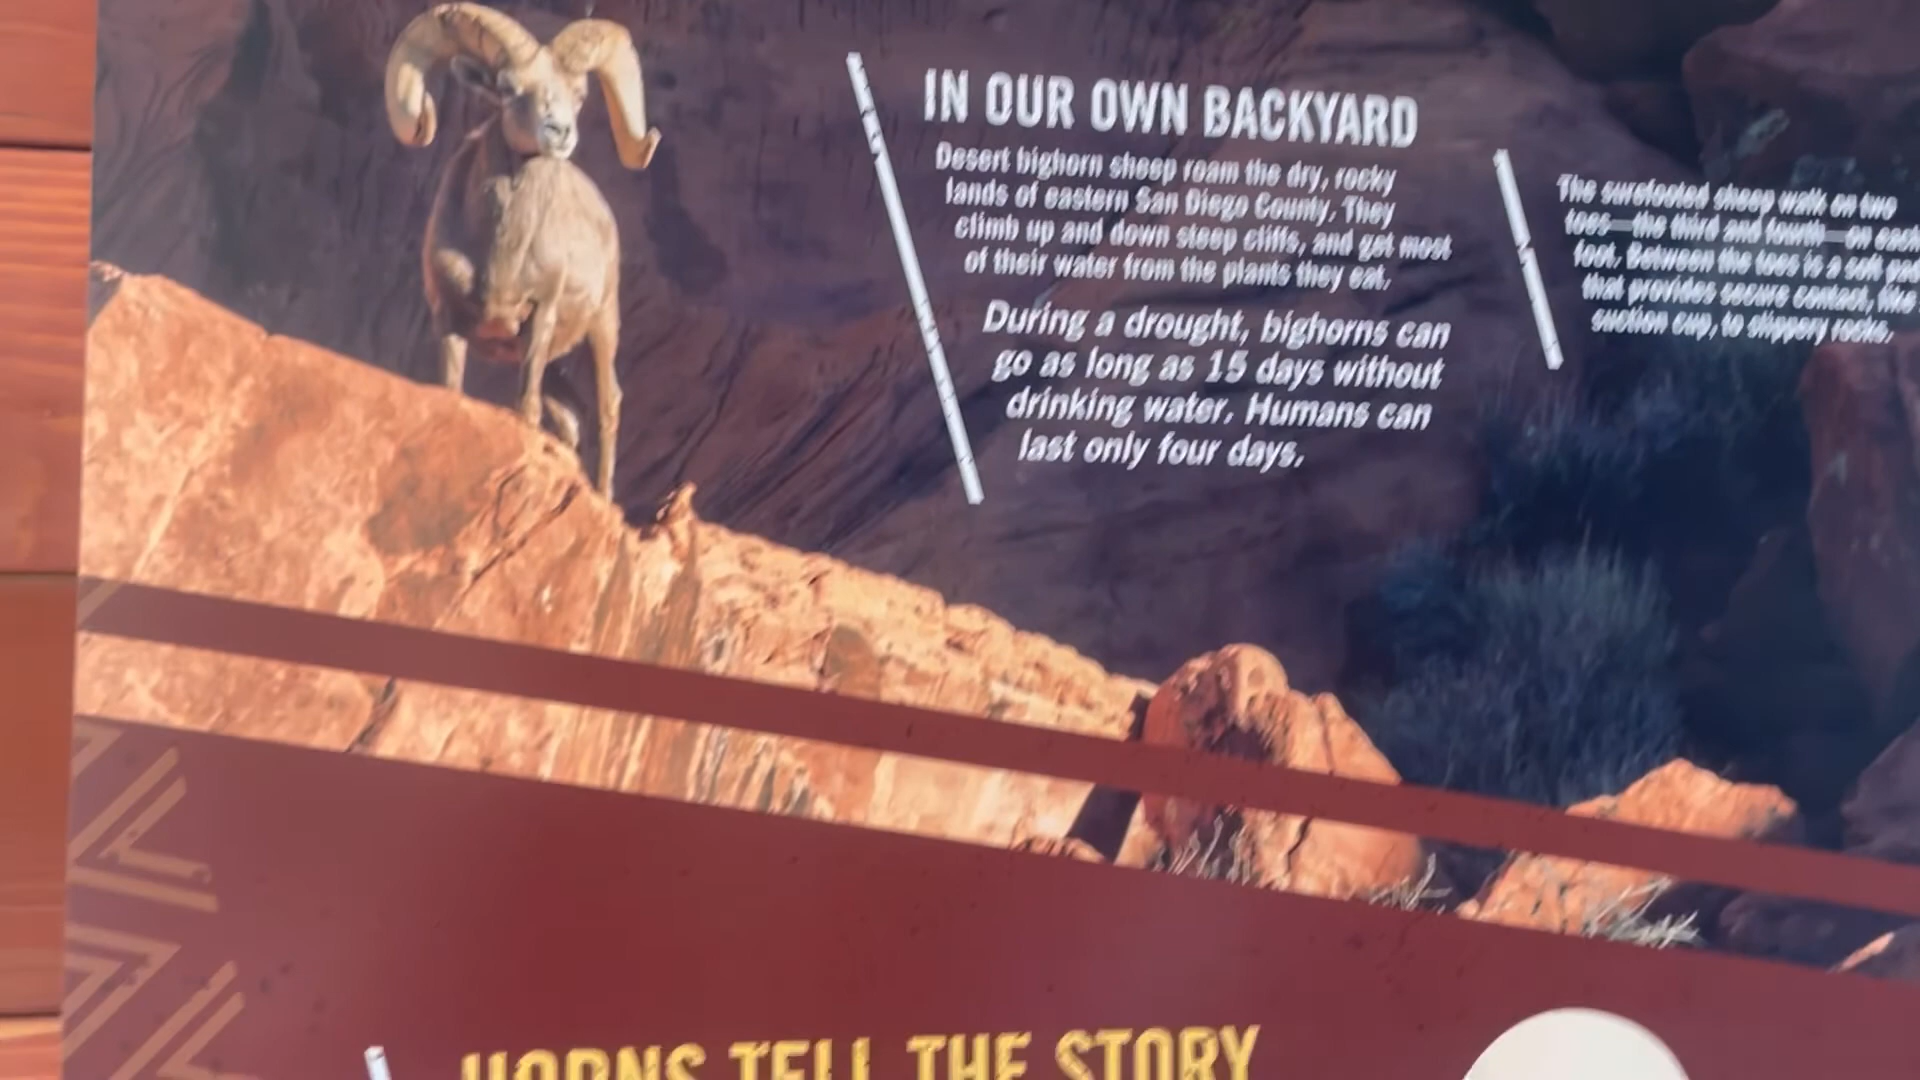 IN OUR OWN BACKYARD
Desert bighorn sheep roam the dry, rocky
lands of eastern San Diego County. They
climb up and down steep cliffs, and get most
of their water from the plants they eat.
During a drought, bighorns can
go as long as 15 days without
drinking water. Humans can
last only four days.
The surefooted sheep walk on two
toes—the third and fourth—on each
foot. Between the toes is a soft pad
that provides secure contact, like
suction cup, to slippery rocks.
HORNS TELL THE STORY